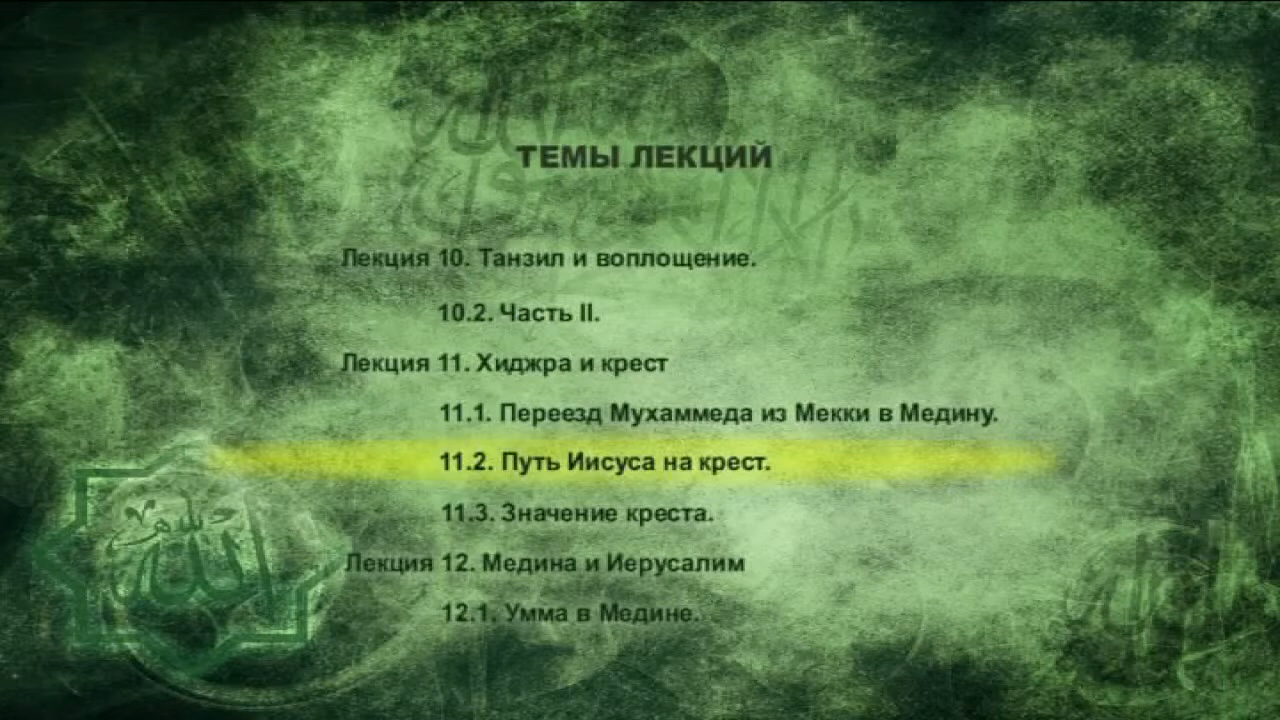 ТЕМЫ ЛЕКЦИЙ
Лекция 10. Танзил и воплощение.
10.2. Часть II.
Лекция 11. Хиджра и крест
11.1. Переезд Мухаммеда из Мекки в Медину.
11.2. Путь Иисуса на крест.
11.3. Значение креста.
Лекция 12. Медина и Иерусалим
12.1. Умма в Медине.
الله